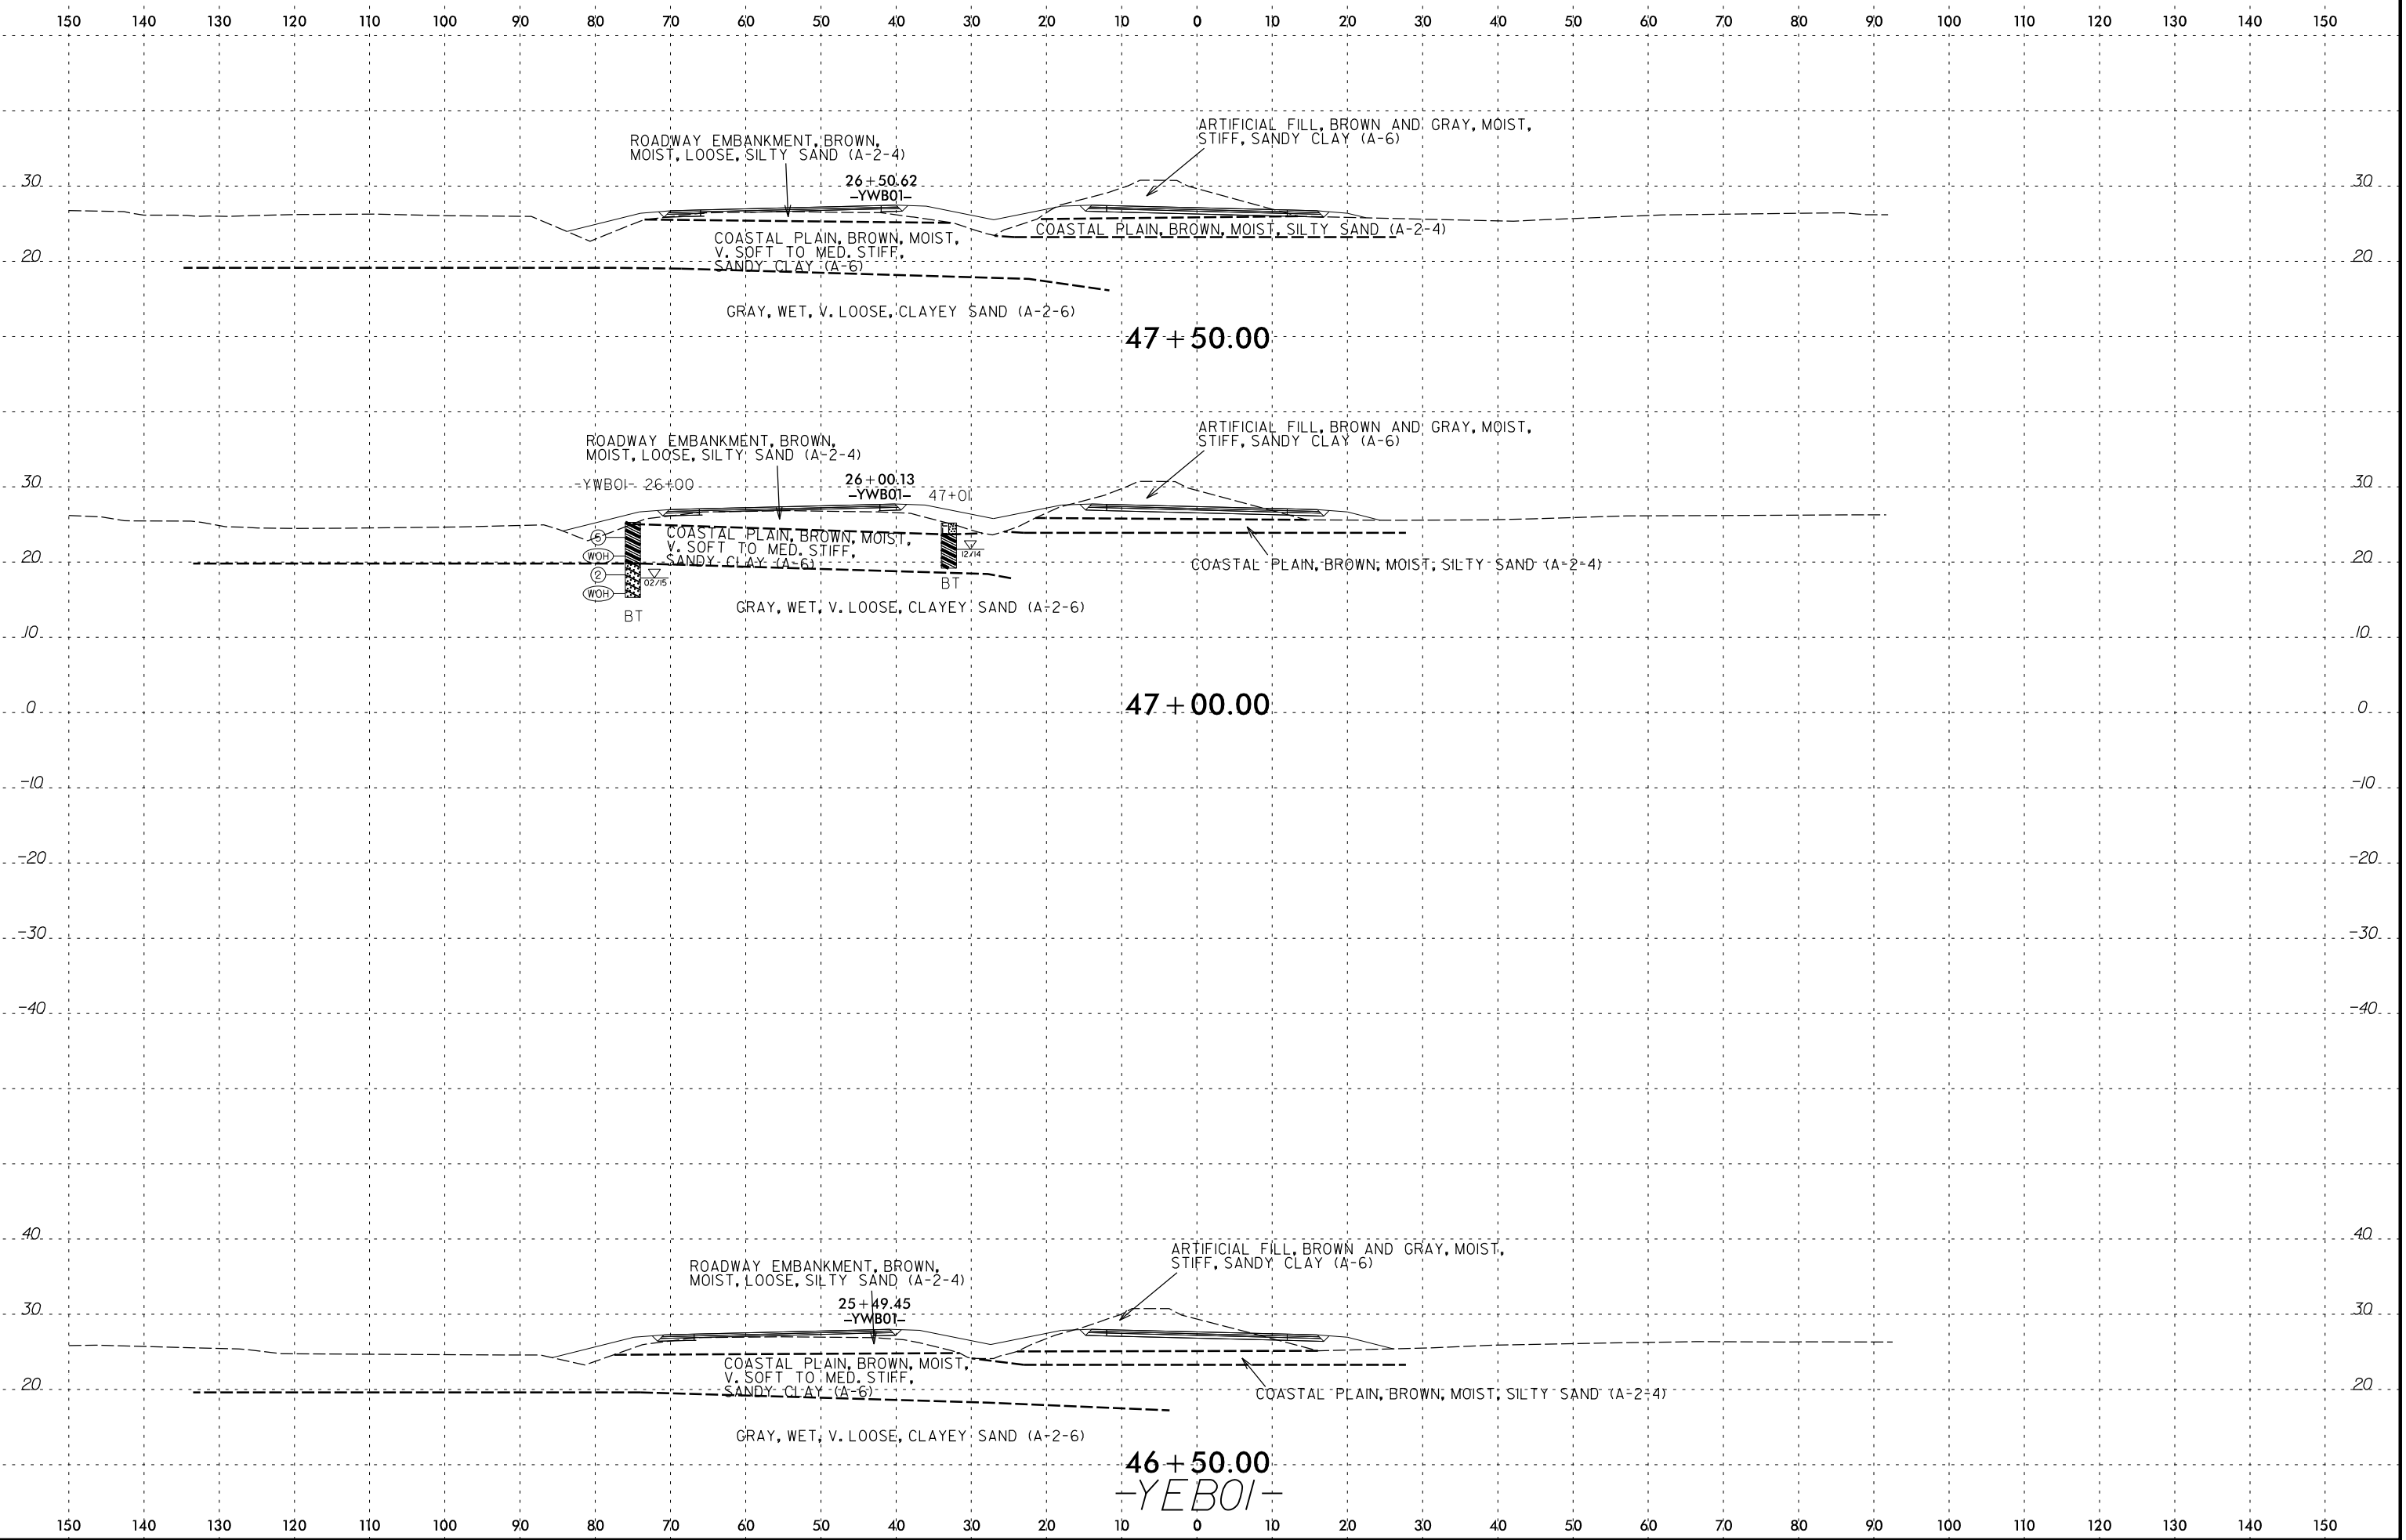 150 140 130 120 110 100 90 80 70 60 50 40 30 20 10 0 10 20 30 40 50 60 70 80 90 100 110 120 130 140 150
ROADWAY EMBANKMENT, BROWN,
MOIST, LOOSE, SILTY SAND (A-2-4)
ARTIFICIAL FILL, BROWN AND GRAY, MOIST,
STIFF, SANDY CLAY (A-6)
30 30
26+50.62
-YWB01-
COASTAL PLAIN, BROWN, MOIST,
V. SOFT TO MED. STIFF,
SANDY CLAY (A-6)
COASTAL PLAIN, BROWN, MOIST, SILTY SAND (A-2-4)
20 20
GRAY, WET, V. LOOSE, CLAYEY SAND (A-2-6)
47+50.00
ROADWAY EMBANKMENT, BROWN,
MOIST, LOOSE, SILTY SAND (A-2-4)
ARTIFICIAL FILL, BROWN AND GRAY, MOIST,
STIFF, SANDY CLAY (A-6)
30 30
-YWB01- 26+00
26+00.13
-YWB01-
47+01
COASTAL PLAIN, BROWN, MOIST,
V. SOFT TO MED. STIFF,
SANDY CLAY (A-6)
5
WOH
2
WOH
02/15
BT
12/14
BT
20 20
COASTAL PLAIN, BROWN, MOIST, SILTY SAND (A-2-4)
GRAY, WET, V. LOOSE, CLAYEY SAND (A-2-6)
10 10
0 0
47+00.00
-10 -10
-20 -20
-30 -30
-40 -40
40 40
ROADWAY EMBANKMENT, BROWN,
MOIST, LOOSE, SILTY SAND (A-2-4)
ARTIFICIAL FILL, BROWN AND GRAY, MOIST,
STIFF, SANDY CLAY (A-6)
30 30
25+49.45
-YWB01-
COASTAL PLAIN, BROWN, MOIST,
V. SOFT TO MED. STIFF,
SANDY CLAY (A-6)
20 20
COASTAL PLAIN, BROWN, MOIST, SILTY SAND (A-2-4)
GRAY, WET, V. LOOSE, CLAYEY SAND (A-2-6)
46+50.00
-YEB01-
150 140 130 120 110 100 90 80 70 60 50 40 30 20 10 0 10 20 30 40 50 60 70 80 90 100 110 120 130 140 150